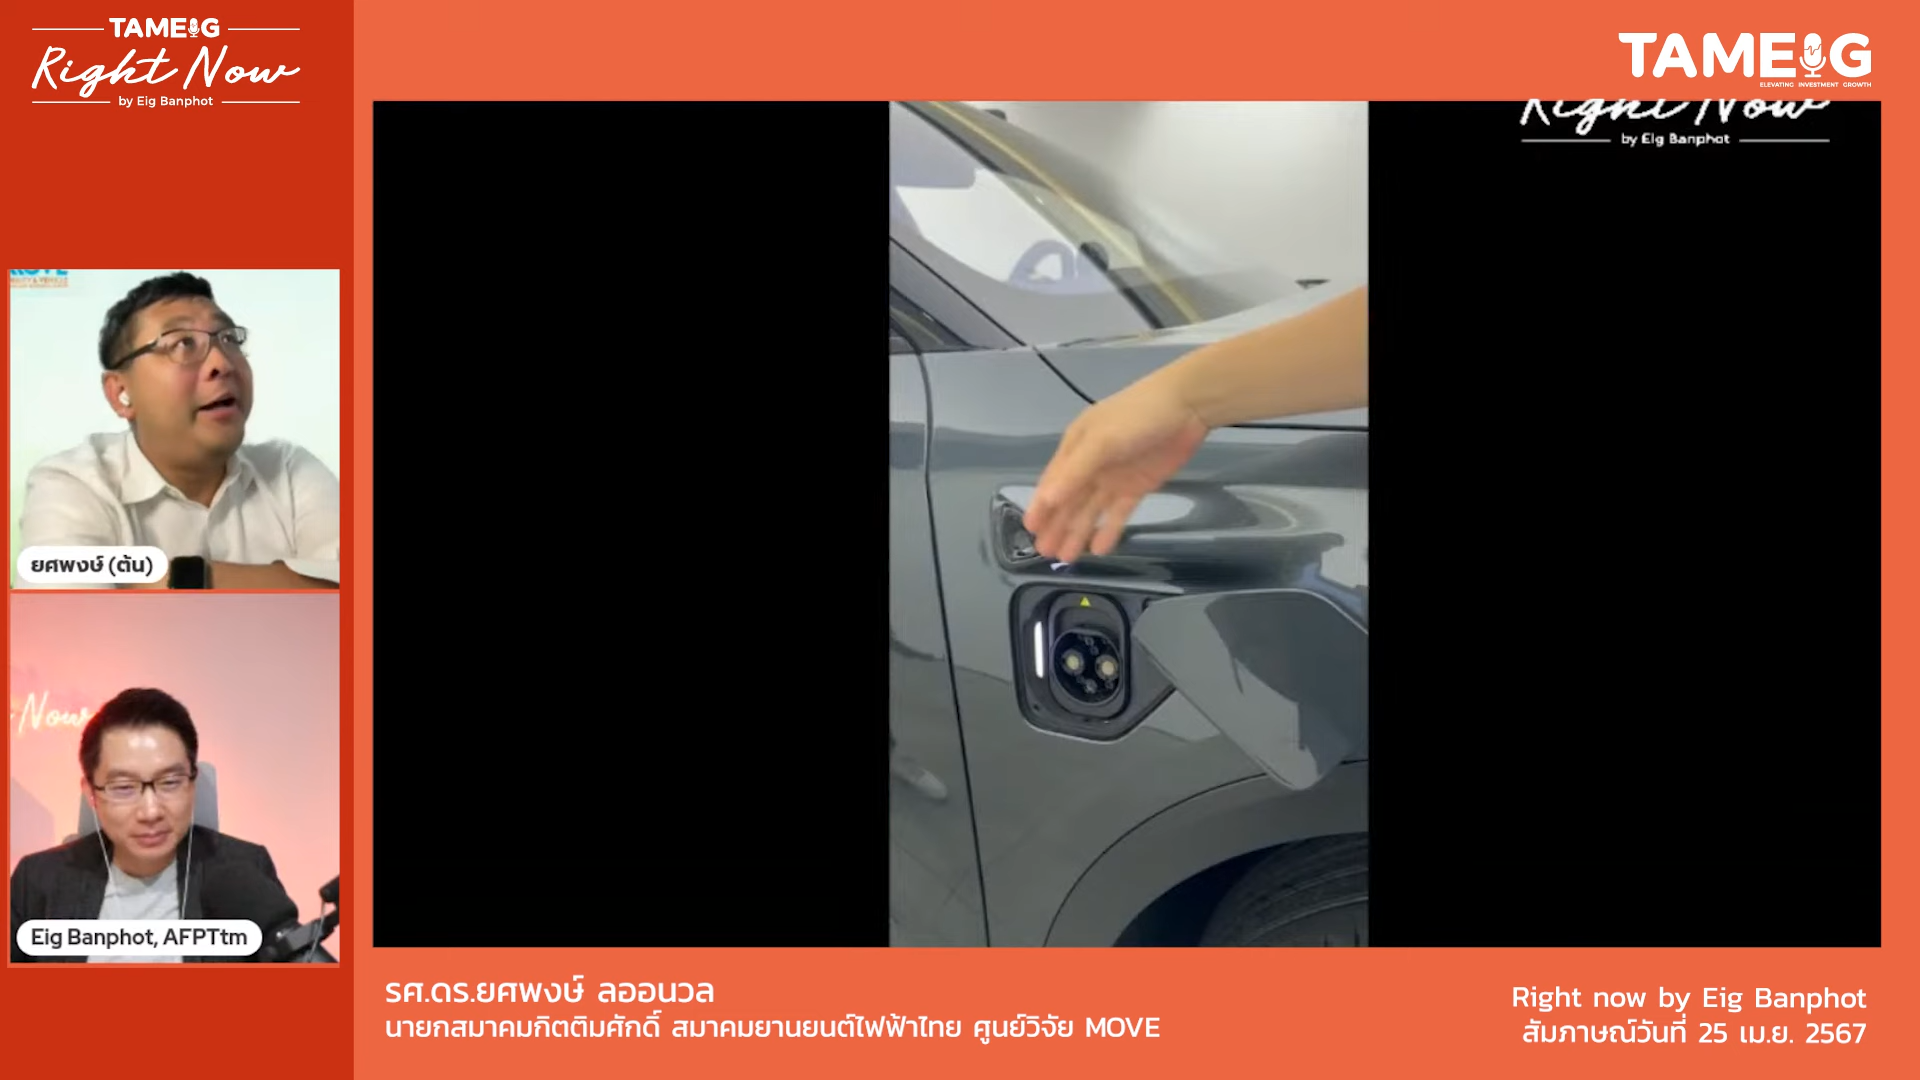 TAMEIG
Right Now
by Eig Banphot
TAMEIG
ELEVATING INVESTMENT GROWTH
Right Now
by Eig Banphot
MOVE
ยศพงษ์ (ต้น)
Now
Eig Banphot, AFPTtm
รศ.ดร.ยศพงษ์ ลออนวล
นายกสมาคมกิตติมศักดิ์ สมาคมยานยนต์ไฟฟ้าไทย ศูนย์วิจัย MOVE
Right now by Eig Banphot
สัมภาษณ์วันที่ 25 เม.ย. 2567